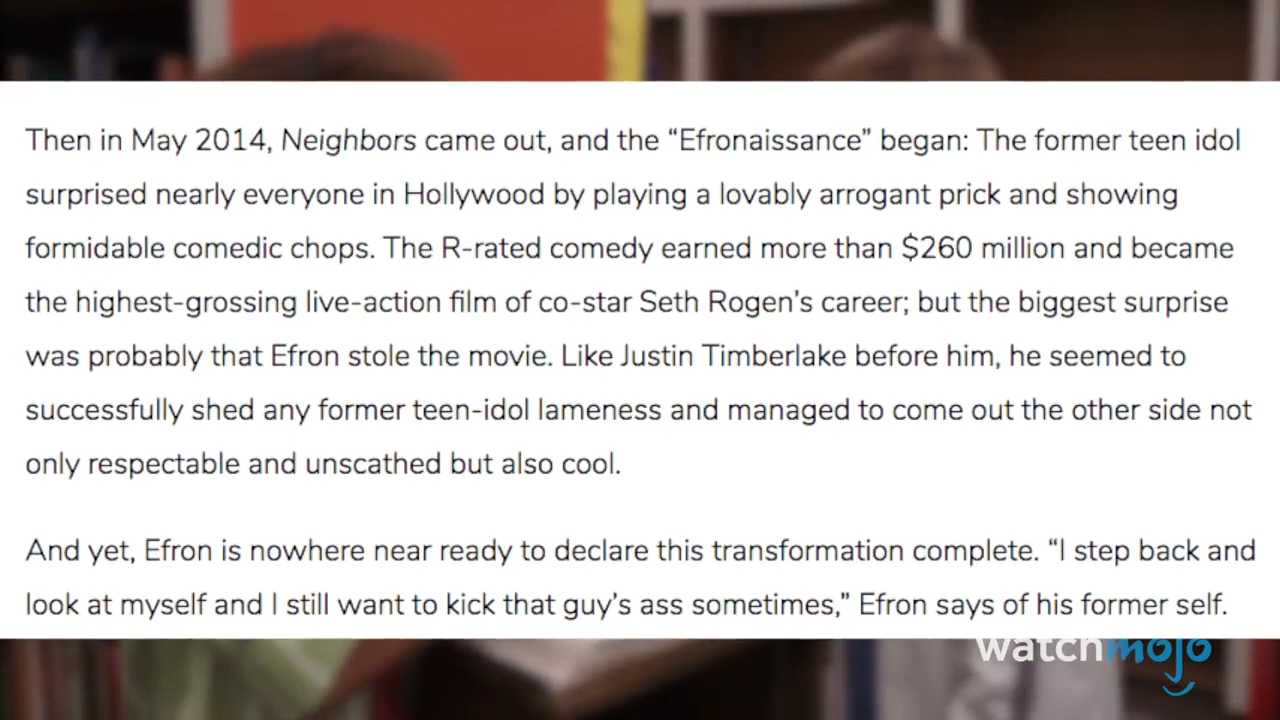 Then in May 2014, Neighbors came out, and the “Efronaissance” began: The former teen idol
surprised nearly everyone in Hollywood by playing a lovably arrogant prick and showing
formidable comedic chops. The R-rated comedy earned more than $260 million and became
the highest-grossing live-action film of co-star Seth Rogen’s career; but the biggest surprise
was probably that Efron stole the movie. Like Justin Timberlake before him, he seemed to
successfully shed any former teen-idol lameness and managed to come out the other side not
only respectable and unscathed but also cool.
And yet, Efron is nowhere near ready to declare this transformation complete. “I step back and
look at myself and I still want to kick that guy’s ass sometimes,” Efron says of his former self.
watchmojo